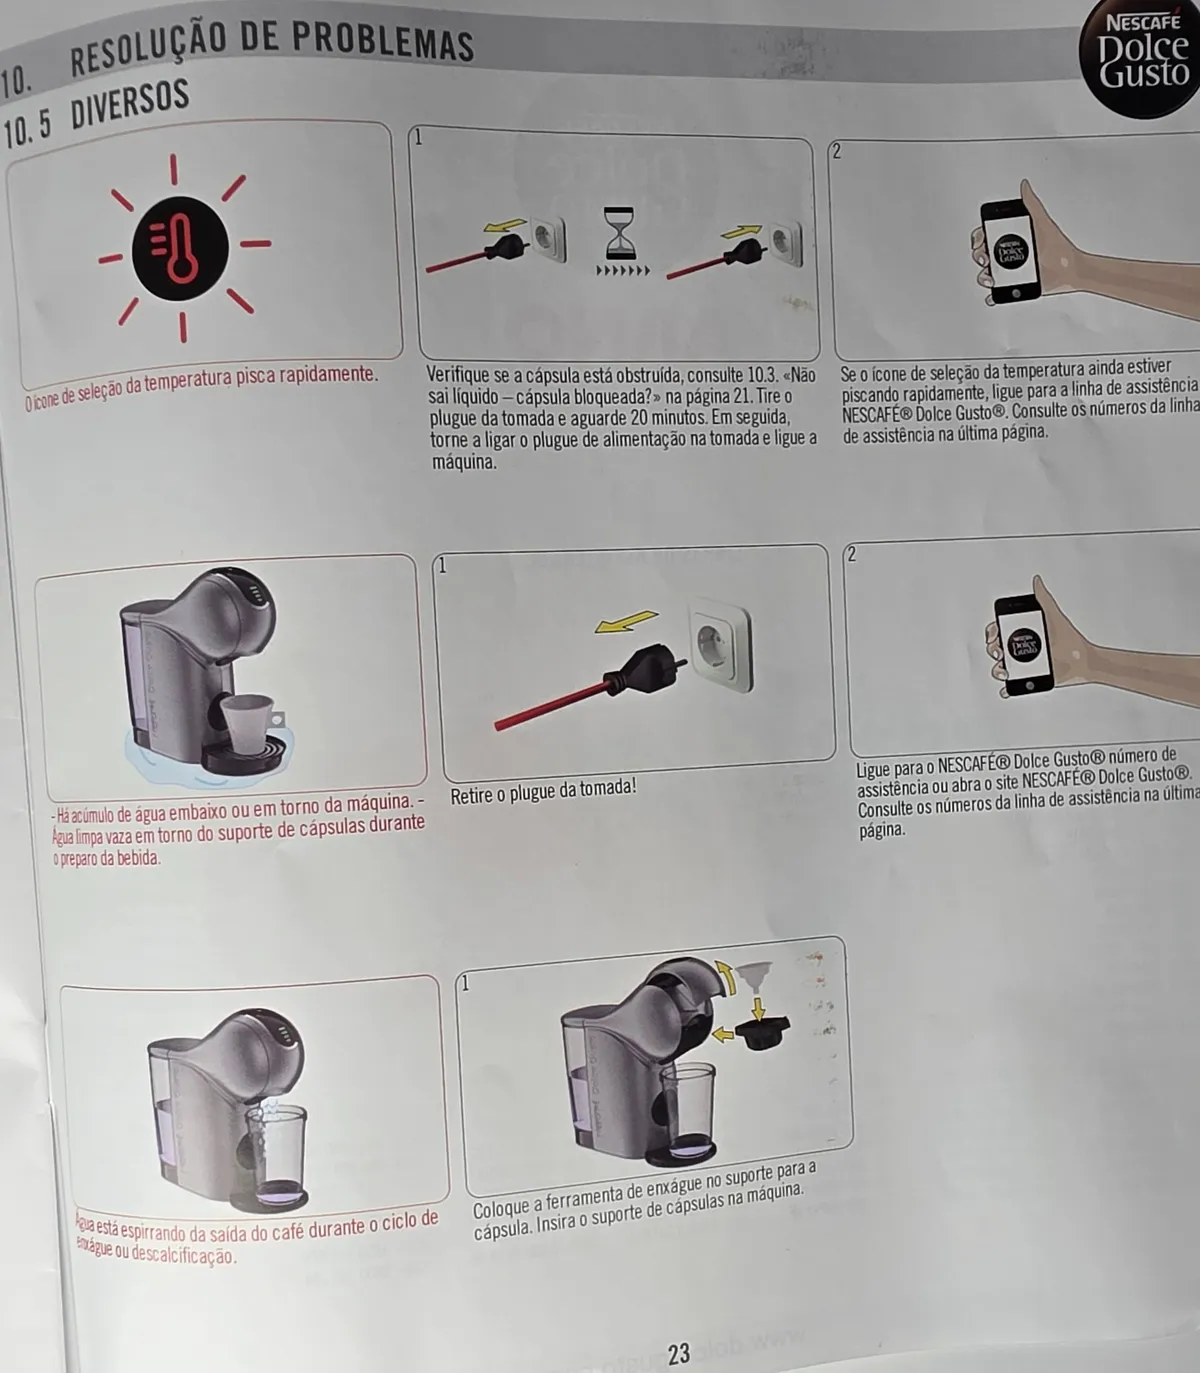 10. RESOLUÇÃO DE PROBLEMAS
NESCAFÉ
Dolce
Gusto
10. 5 DIVERSOS
O ícone de seleção da temperatura pisca rapidamente.
1
Verifique se a cápsula está obstruída, consulte 10.3. «Não
sai líquido – cápsula bloqueada?» na página 21. Tire o
plugue da tomada e aguarde 20 minutos. Em seguida,
torne a ligar o plugue de alimentação na tomada e ligue a
máquina.
2
Dolce
Gusto
Se o ícone de seleção da temperatura ainda estiver
piscando rapidamente, ligue para a linha de assistência
NESCAFÉ® Dolce Gusto®. Consulte os números da linha
de assistência na última página.
- Há acúmulo de água embaixo ou em torno da máquina. -
Água limpa vaza em torno do suporte de cápsulas durante
o preparo da bebida.
1
Retire o plugue da tomada!
2
Dolce
Gusto
Ligue para o NESCAFÉ® Dolce Gusto® número de
assistência ou abra o site NESCAFÉ® Dolce Gusto®.
Consulte os números da linha de assistência na última
página.
Água está espirrando da saída do café durante o ciclo de
enxágue ou descalcificação.
1
Coloque a ferramenta de enxágue no suporte para a
cápsula. Insira o suporte de cápsulas na máquina.
23